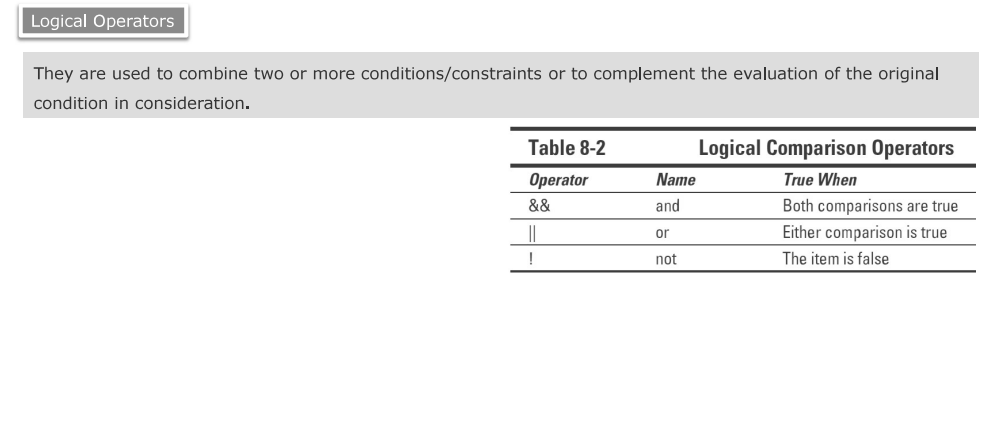 Logical Operators
They are used to combine two or more conditions/constraints or to complement the evaluation of the original
condition in consideration.
Table 8-2 Logical Comparison Operators
Operator Name True When
&& and Both comparisons are true
|| or Either comparison is true
! not The item is false